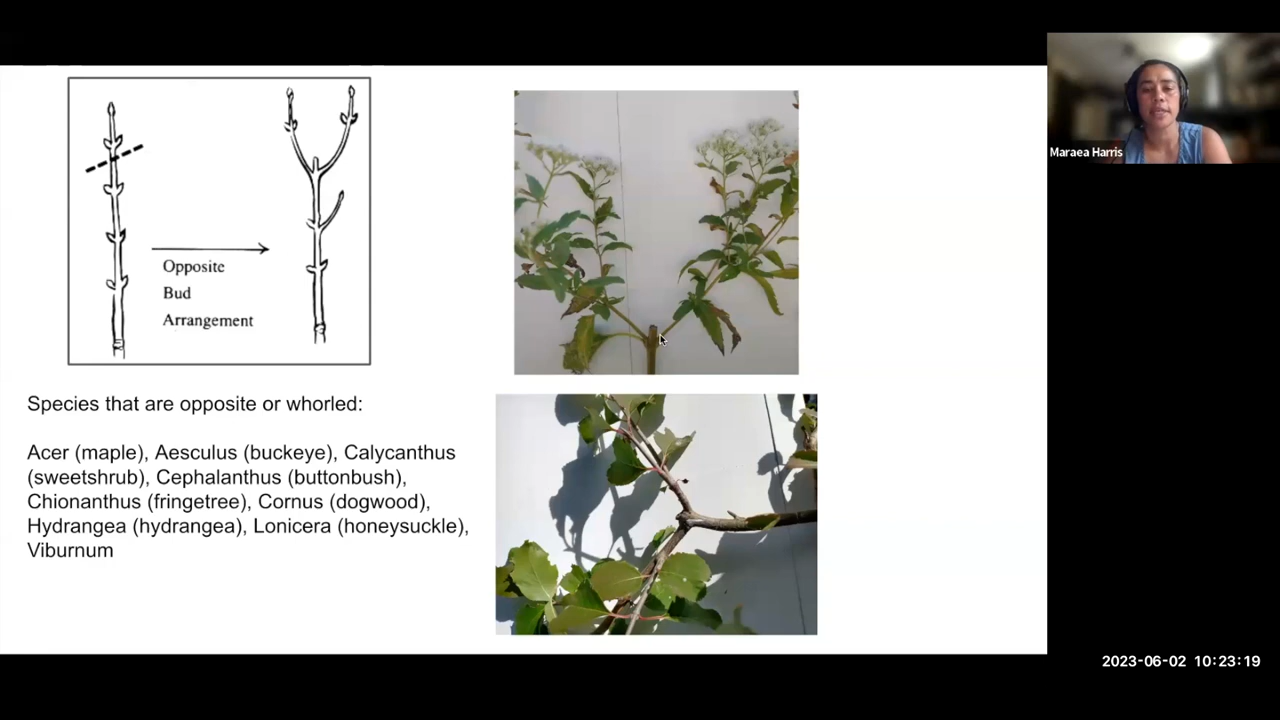 Maraea Harris
Opposite
Bud
Arrangement
Species that are opposite or whorled:
Acer (maple), Aesculus (buckeye), Calycanthus
(sweetshrub), Cephalanthus (buttonbush),
Chionanthus (fringetree), Cornus (dogwood),
Hydrangea (hydrangea), Lonicera (honeysuckle),
Viburnum
2023-06-02 10:23:19